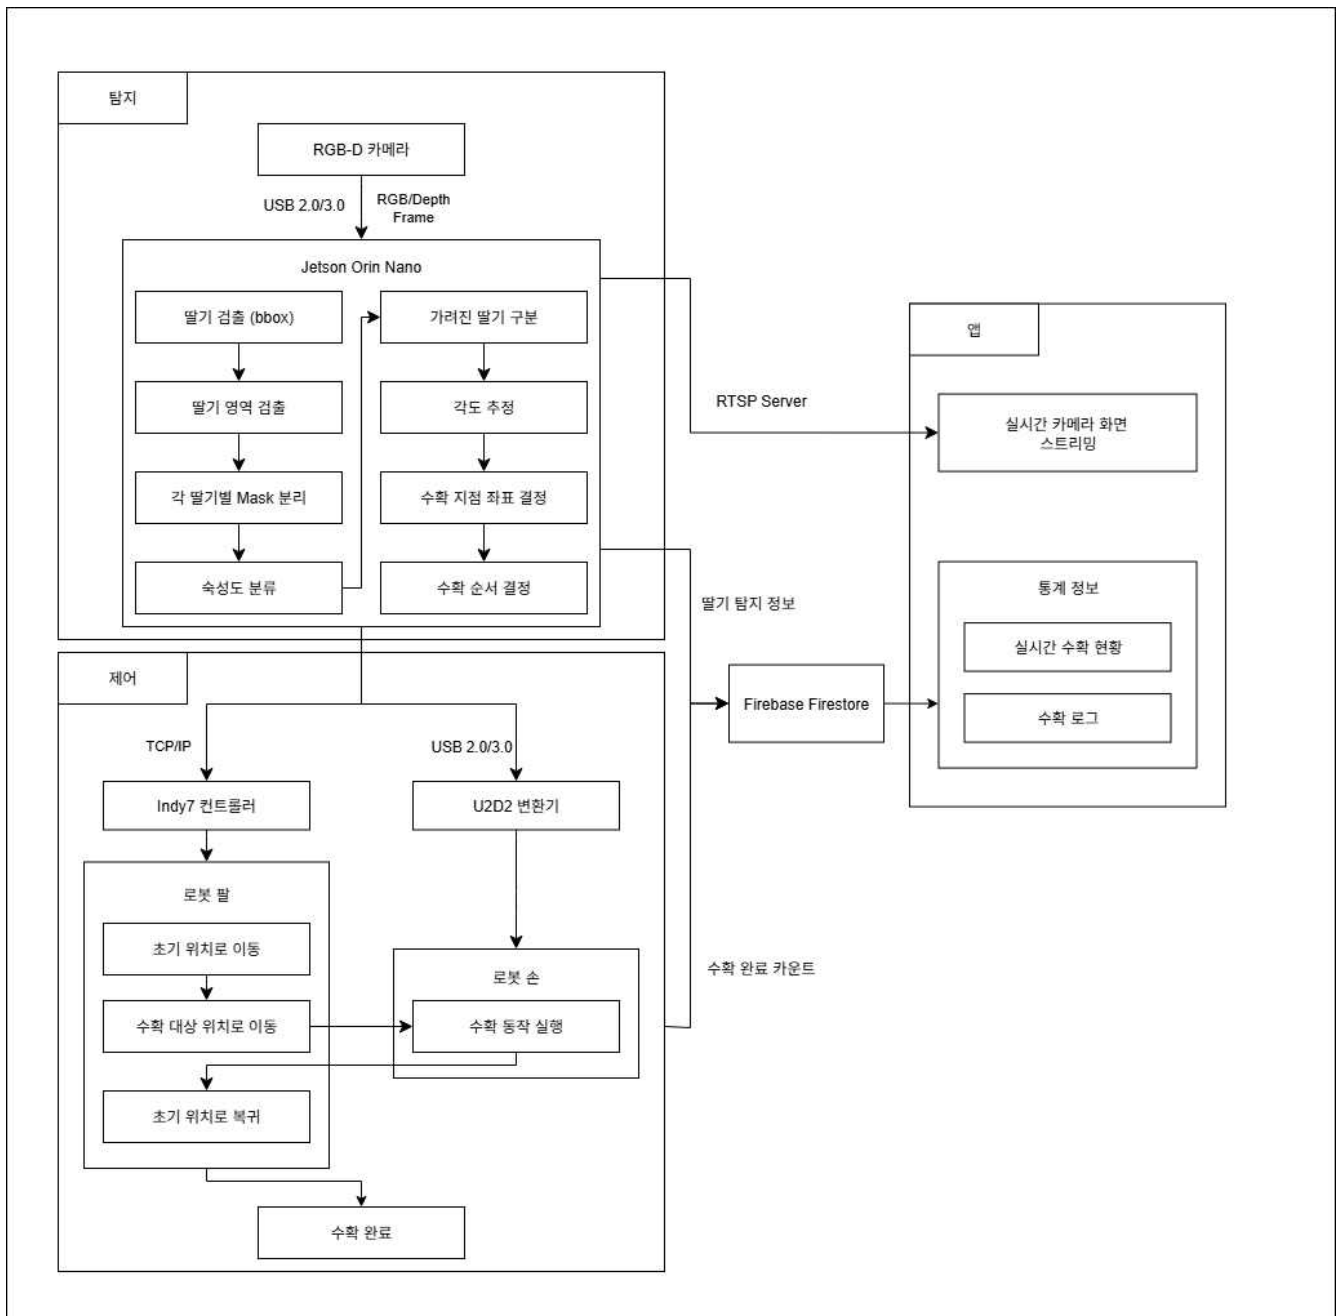 탐지
RGB-D 카메라
USB 2.0/3.0
RGB/Depth
Frame
Jetson Orin Nano
딸기 검출 (bbox)
딸기 영역 검출
각 딸기별 Mask 분리
숙성도 분류
가려진 딸기 구분
각도 추정
수확 지점 좌표 결정
수확 순서 결정
제어
TCP/IP
USB 2.0/3.0
Indy7 컨트롤러
U2D2 변환기
로봇 팔
초기 위치로 이동
수확 대상 위치로 이동
초기 위치로 복귀
로봇 손
수확 동작 실행
수확 완료
RTSP Server
딸기 탐지 정보
Firebase Firestore
수확 완료 카운트
앱
실시간 카메라 화면
스트리밍
통계 정보
실시간 수확 현황
수확 로그